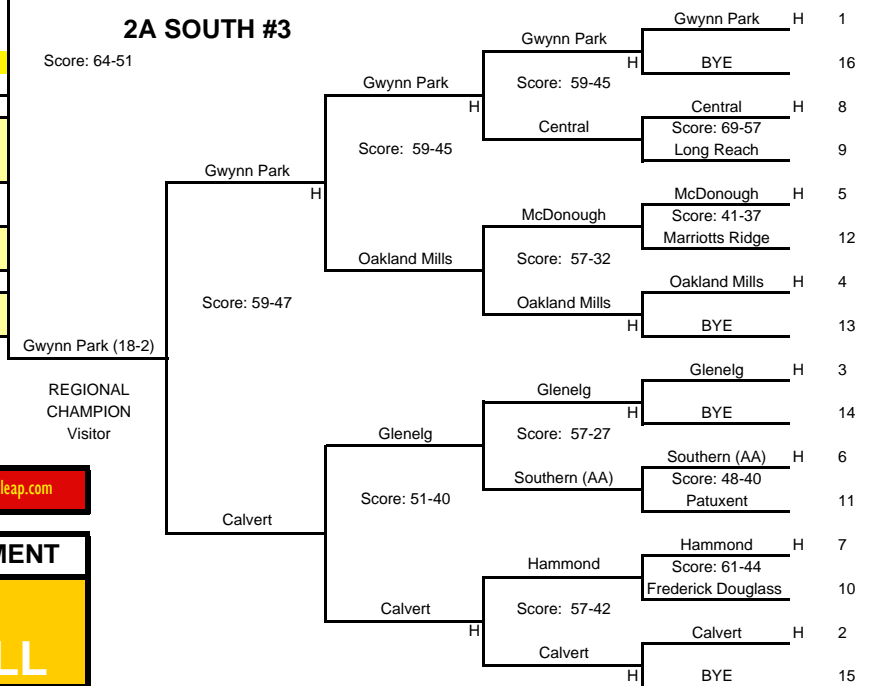 2A SOUTH #3
Score: 64-51
Gwynn Park H 1
Gwynn Park
H
BYE 16
Gwynn Park
H
Score: 59-45
Central H 8
Central
Score: 69-57
Long Reach 9
Score: 59-45
Gwynn Park
H
McDonough H 5
McDonough
Score: 41-37
Marriotts Ridge 12
Oakland Mills
Score: 57-32
Oakland Mills H 4
Oakland Mills
H
BYE 13
Score: 59-47
Gwynn Park (18-2)
REGIONAL
CHAMPION
Visitor
Glenelg H 3
Glenelg
H
BYE 14
Glenelg
Score: 57-27
Southern (AA) H 6
Southern (AA)
Score: 48-40
Patuxent 11
leap.com
Score: 51-40
Calvert
Hammond H 7
Hammond
Score: 61-44
Frederick Douglass 10
MENT
Calvert
H
Score: 57-42
Calvert H 2
Calvert
H
BYE 15
LL